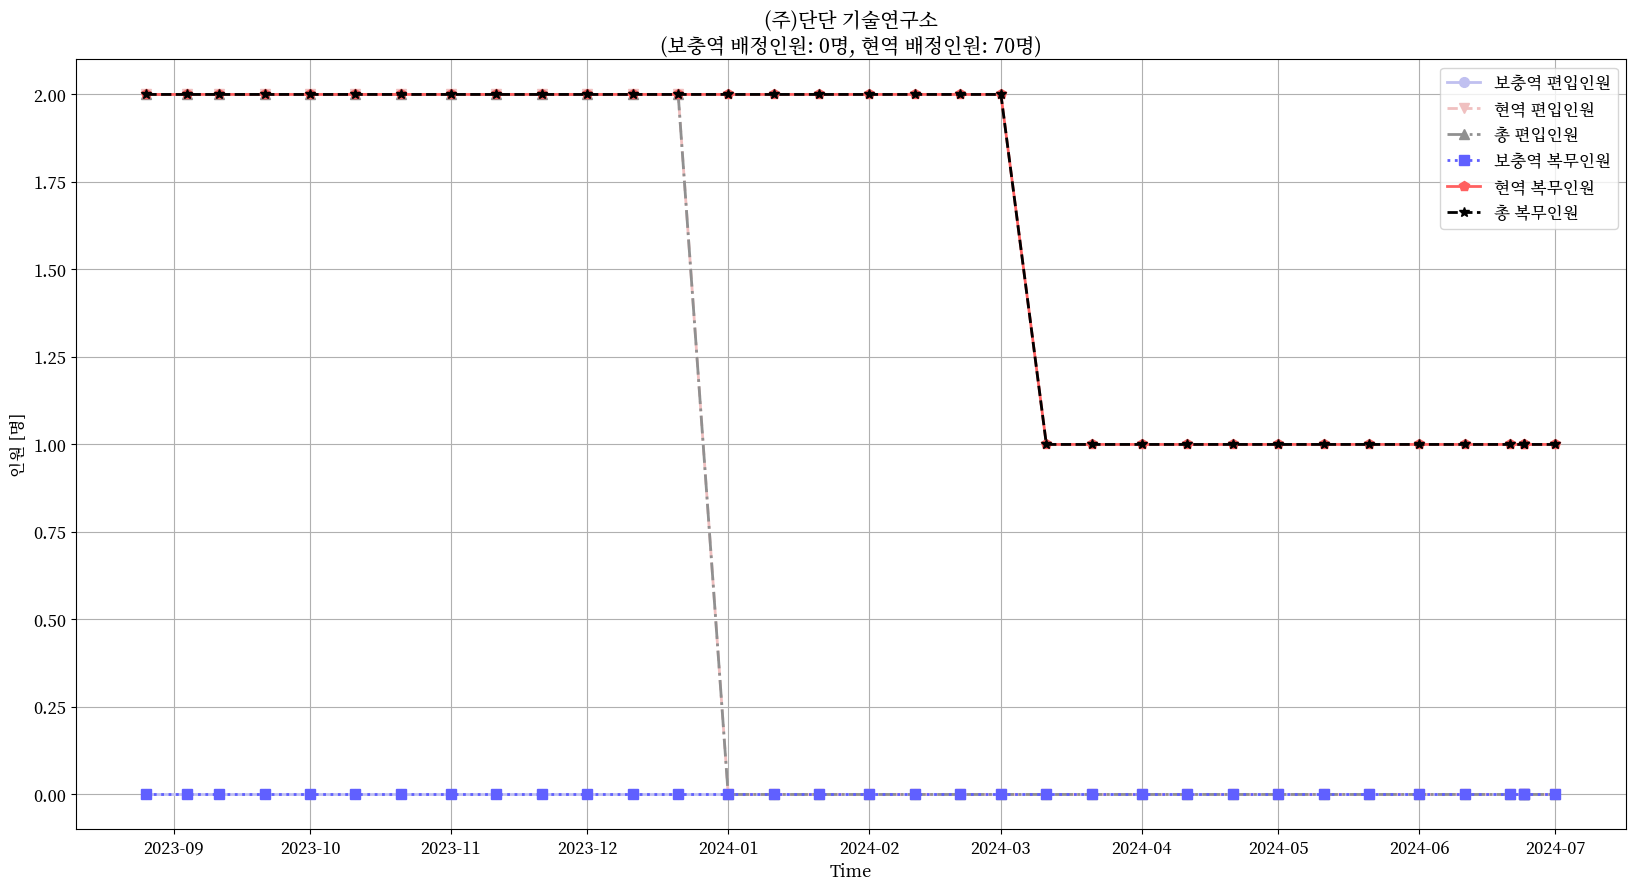 (주)단단 기술연구소
(보충역 배정인원: 0명, 현역 배정인원: 70명)
보충역 편입인원
현역 편입인원
총 편입인원
보충역 복무인원
현역 복무인원
총 복무인원
인원 [명]
2.00
1.75
1.50
1.25
1.00
0.75
0.50
0.25
0.00
2023-09 2023-10 2023-11 2023-12 2024-01 2024-02 2024-03 2024-04 2024-05 2024-06 2024-07
Time